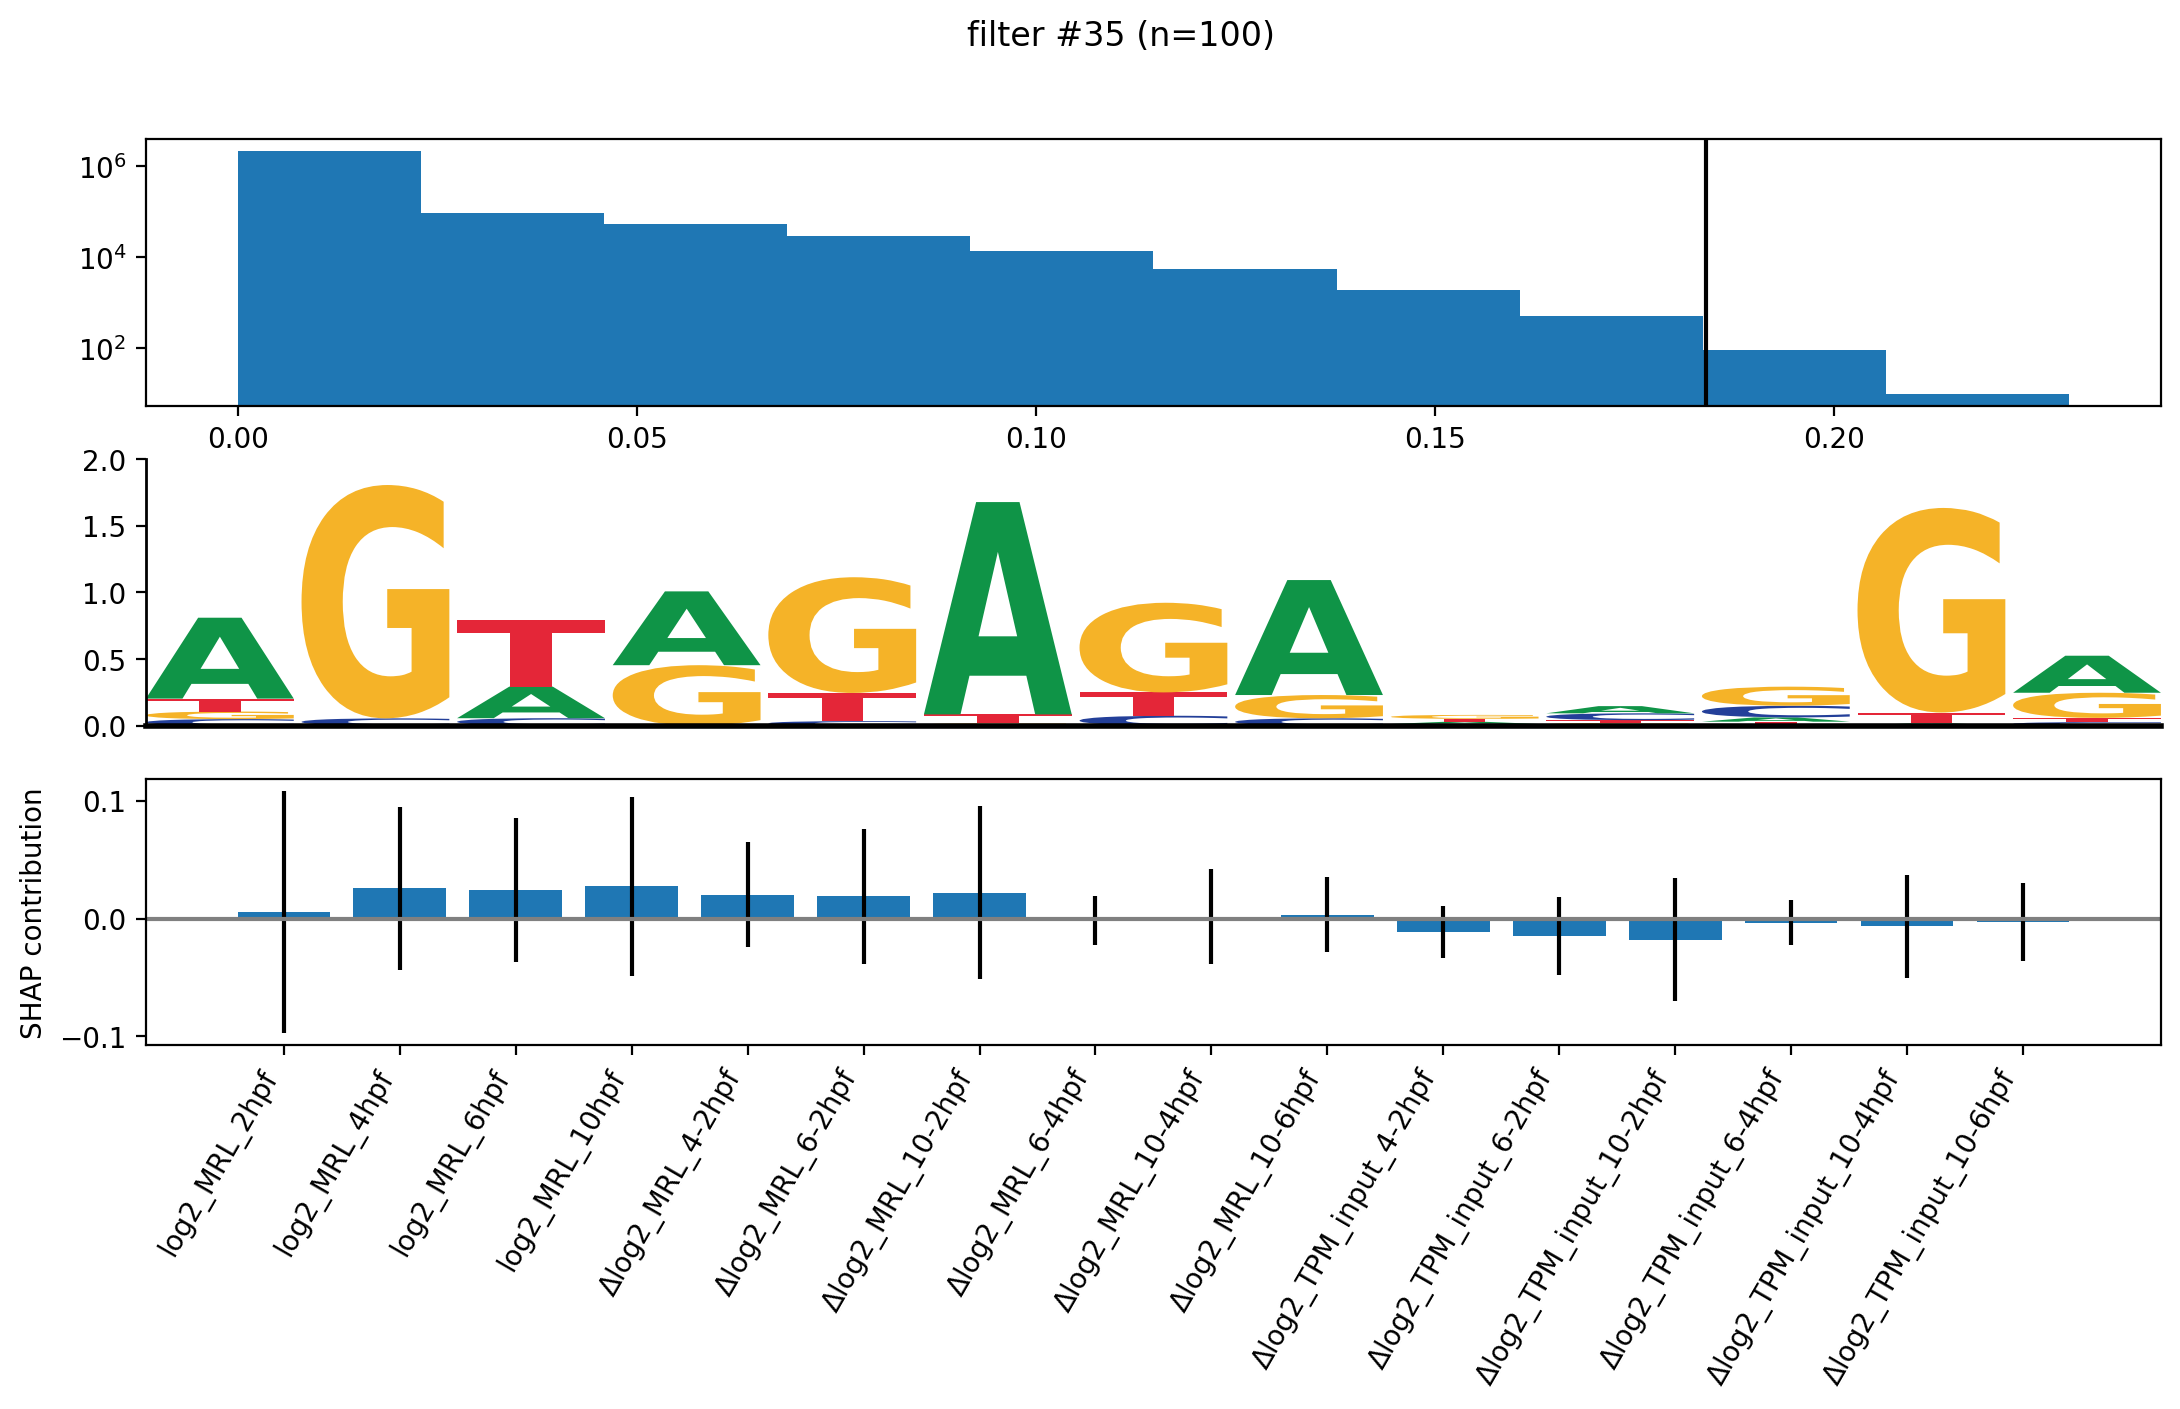 filter #35 (n=100)
10^6
10^4
10^2
0.00 0.05 0.10 0.15 0.20
2.0
1.5
1.0
0.5
0.0
SHAP contribution
0.1
0.0
−0.1
log2_MRL_2hpf
log2_MRL_4hpf
log2_MRL_6hpf
log2_MRL_10hpf
Δlog2_MRL_4-2hpf
Δlog2_MRL_6-2hpf
Δlog2_MRL_10-2hpf
Δlog2_MRL_6-4hpf
Δlog2_MRL_10-4hpf
Δlog2_MRL_10-6hpf
Δlog2_TPM_input_4-2hpf
Δlog2_TPM_input_6-2hpf
Δlog2_TPM_input_10-2hpf
Δlog2_TPM_input_6-4hpf
Δlog2_TPM_input_10-4hpf
Δlog2_TPM_input_10-6hpf